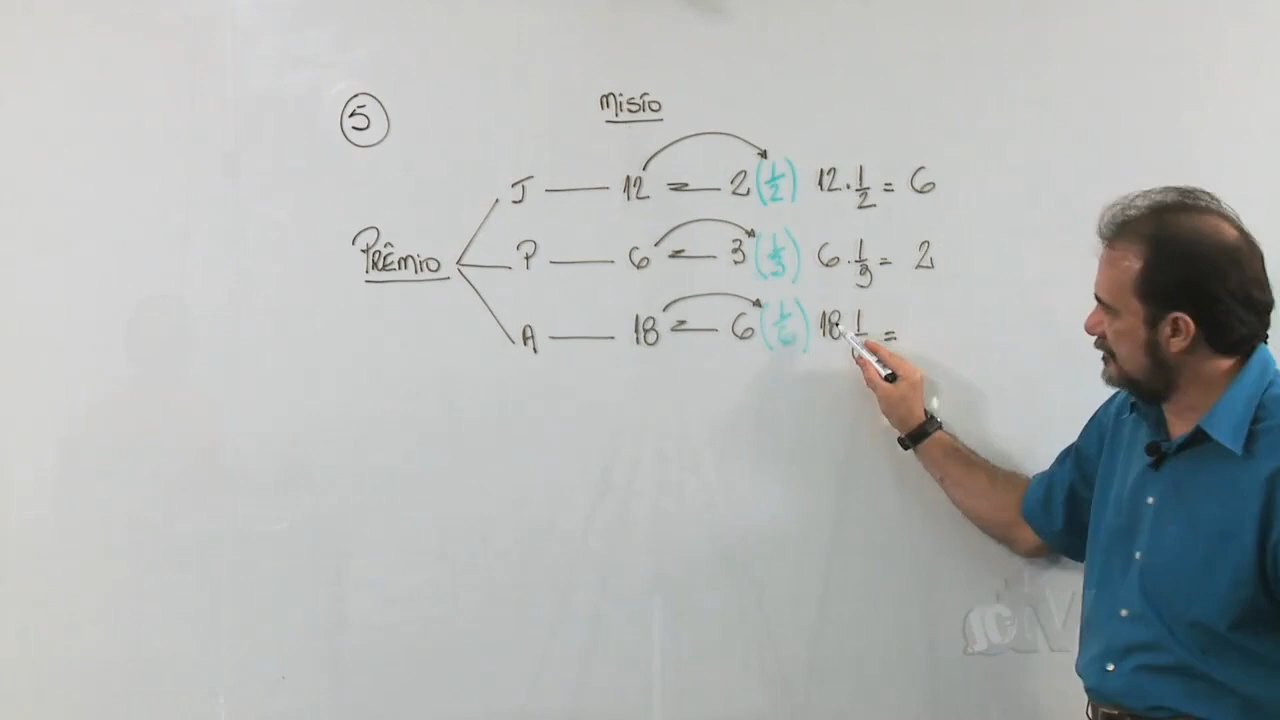 5
MISTO
J — 12 = — 2 (1/2) 12 . 1/2 = 6
PRÊMIO P — 6 = — 3 (1/3) 6 . 1/3 = 2
A — 18 = — 6 (1/6) 18 1/ =